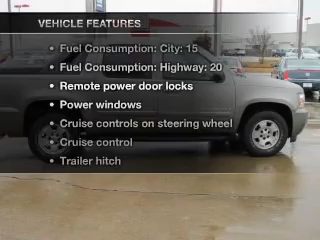 VEHICLE FEATURES
• Fuel Consumption: City: 15
• Fuel Consumption: Highway: 20
• Remote power door locks
• Power windows
• Cruise controls on steering wheel
• Cruise control
• Trailer hitch